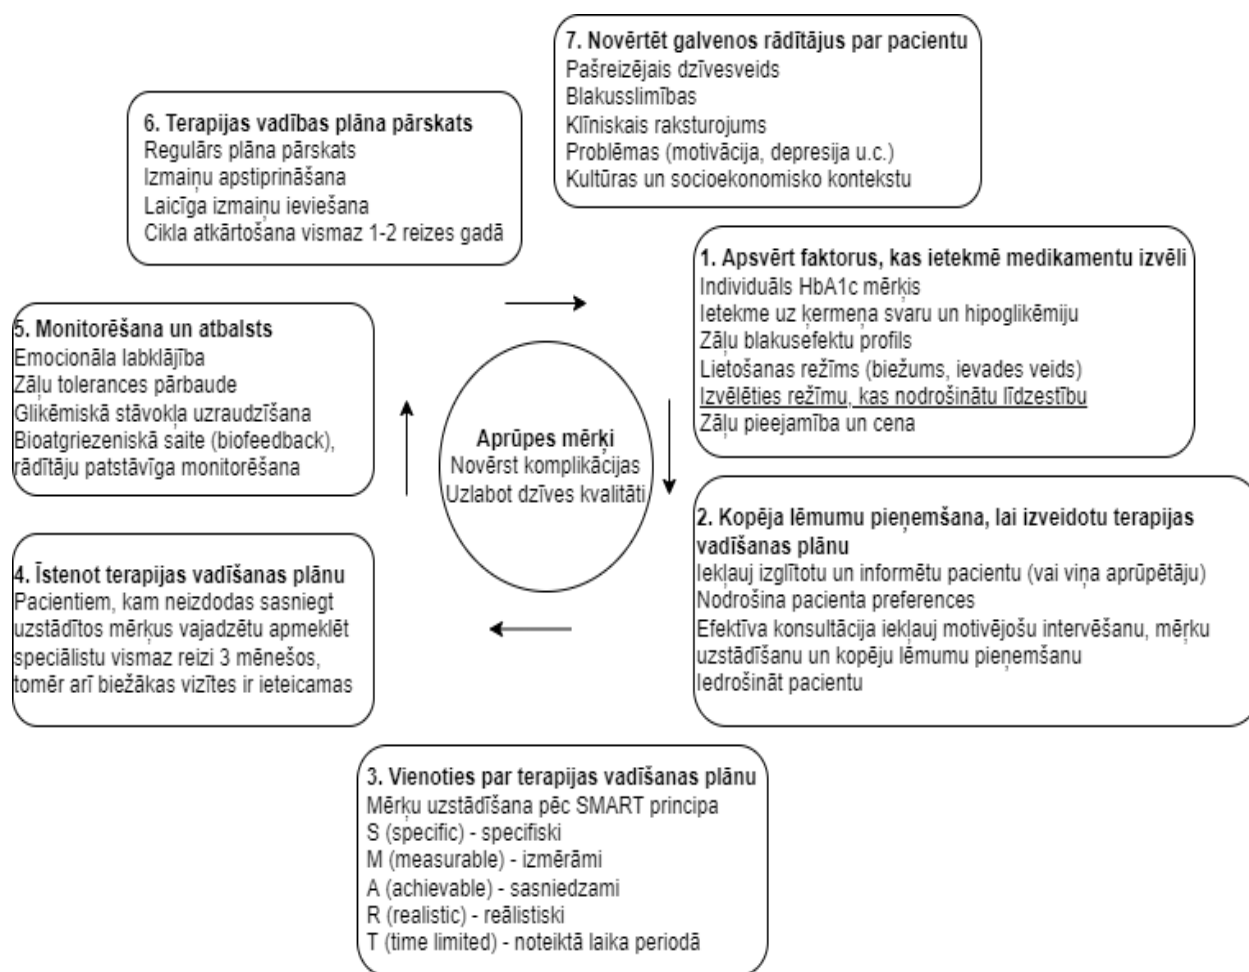 7. Novērtēt galvenos rādītājus par pacientu
Pašreizējais dzīvesveids
Blakusslimības
Klīniskais raksturojums
Problēmas (motivācija, depresija u.c.)
Kultūras un socioekonomisko kontekstu
6. Terapijas vadības plāna pārskats
Regulārs plāna pārskats
Izmaiņu apstiprināšana
Laicīga izmaiņu ieviešana
Cikla atkārtošana vismaz 1-2 reizes gadā
1. Apsvērt faktorus, kas ietekmē medikamentu izvēli
Individuāls HbA1c mērķis
Ietekme uz ķermeņa svaru un hipoglikēmiju
Zāļu blakusefektu profils
Lietošanas režīms (biežums, ievades veids)
Izvēlēties režīmu, kas nodrošinātu līdzestību
Zāļu pieejamība un cena
5. Monitorēšana un atbalsts
Emocionāla labklājība
Zāļu tolerances pārbaude
Glikēmiskā stāvokļa uzraudzīšana
Bioatgriezeniskā saite (biofeedback),
rādītāju patstāvīga monitorēšana
Aprūpes mērķi
Novērst komplikācijas
Uzlabot dzīves kvalitāti
2. Kopēja lēmumu pieņemšana, lai izveidotu terapijas
vadīšanas plānu
Iekļauj izglītotu un informētu pacientu (vai viņa aprūpētāju)
Nodrošina pacienta preferences
Efektīva konsultācija iekļauj motivējošu intervēšanu, mērķu
uzstādīšanu un kopēju lēmumu pieņemšanu
Iedrošināt pacientu
4. Īstenot terapijas vadīšanas plānu
Pacientiem, kam neizdodas sasniegt
uzstādītos mērķus vajadzētu apmeklēt
speciālistu vismaz reizi 3 mēnešos,
tomēr arī biežākas vizītes ir ieteicamas
3. Vienoties par terapijas vadīšanas plānu
Mērķu uzstādīšana pēc SMART principa
S (specific) - specifiski
M (measurable) - izmērāmi
A (achievable) - sasniedzami
R (realistic) - reālistiski
T (time limited) - noteiktā laika periodā